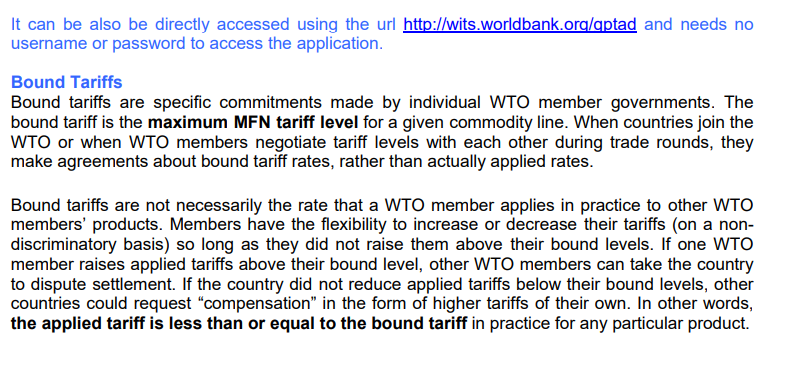 It can be also be directly accessed using the url http://wits.worldbank.org/gptad and needs no
username or password to access the application.
Bound Tariffs
Bound tariffs are specific commitments made by individual WTO member governments. The
bound tariff is the maximum MFN tariff level for a given commodity line. When countries join the
WTO or when WTO members negotiate tariff levels with each other during trade rounds, they
make agreements about bound tariff rates, rather than actually applied rates.
Bound tariffs are not necessarily the rate that a WTO member applies in practice to other WTO
members’ products. Members have the flexibility to increase or decrease their tariffs (on a non-
discriminatory basis) so long as they did not raise them above their bound levels. If one WTO
member raises applied tariffs above their bound level, other WTO members can take the country
to dispute settlement. If the country did not reduce applied tariffs below their bound levels, other
countries could request “compensation” in the form of higher tariffs of their own. In other words,
the applied tariff is less than or equal to the bound tariff in practice for any particular product.